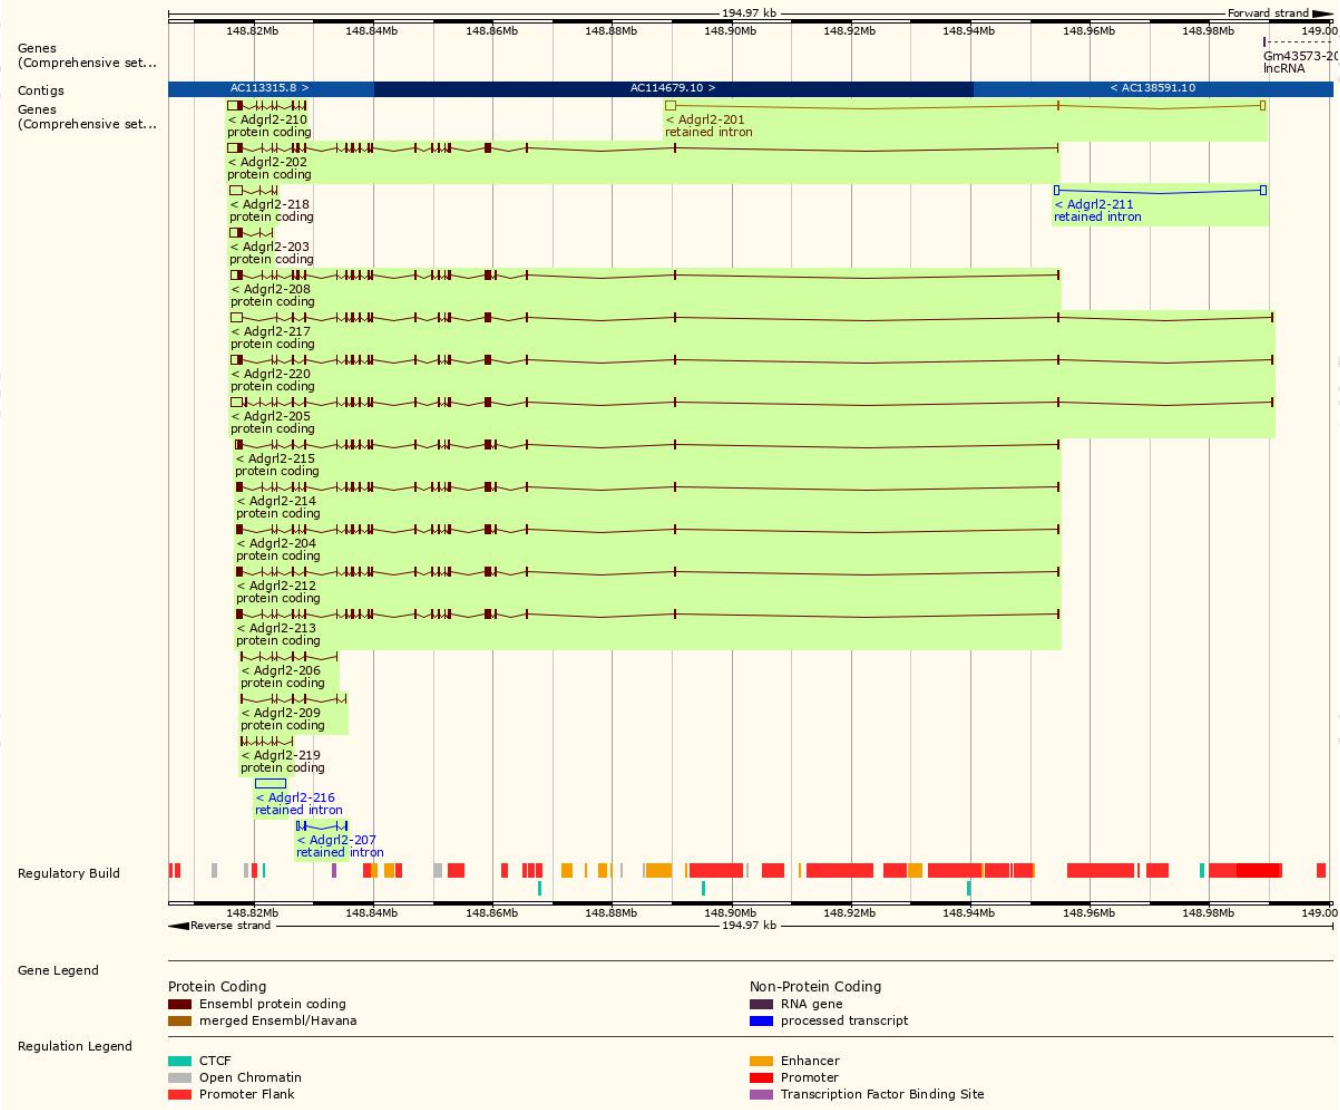 194.97 kb
Forward strand
148.82Mb 148.84Mb 148.86Mb 148.88Mb 148.90Mb 148.92Mb 148.94Mb 148.96Mb 148.98Mb 149.00
Genes
(Comprehensive set...
Gm43573-20
lncRNA
Contigs
AC113315.8 >
AC114679.10 >
< AC138591.10
Genes
(Comprehensive set...
< Adgrl2-210
protein coding
< Adgrl2-201
retained intron
< Adgrl2-202
protein coding
< Adgrl2-218
protein coding
< Adgrl2-211
retained intron
< Adgrl2-203
protein coding
< Adgrl2-208
protein coding
< Adgrl2-217
protein coding
< Adgrl2-220
protein coding
< Adgrl2-205
protein coding
< Adgrl2-215
protein coding
< Adgrl2-214
protein coding
< Adgrl2-204
protein coding
< Adgrl2-212
protein coding
< Adgrl2-213
protein coding
< Adgrl2-206
protein coding
< Adgrl2-209
protein coding
< Adgrl2-219
protein coding
< Adgrl2-216
retained intron
< Adgrl2-207
retained intron
Regulatory Build
148.82Mb 148.84Mb 148.86Mb 148.88Mb 148.90Mb 148.92Mb 148.94Mb 148.96Mb 148.98Mb 149.00
Reverse strand
194.97 kb
Gene Legend
Protein Coding
Ensembl protein coding
merged Ensembl/Havana
Non-Protein Coding
RNA gene
processed transcript
Regulation Legend
CTCF
Open Chromatin
Promoter Flank
Enhancer
Promoter
Transcription Factor Binding Site